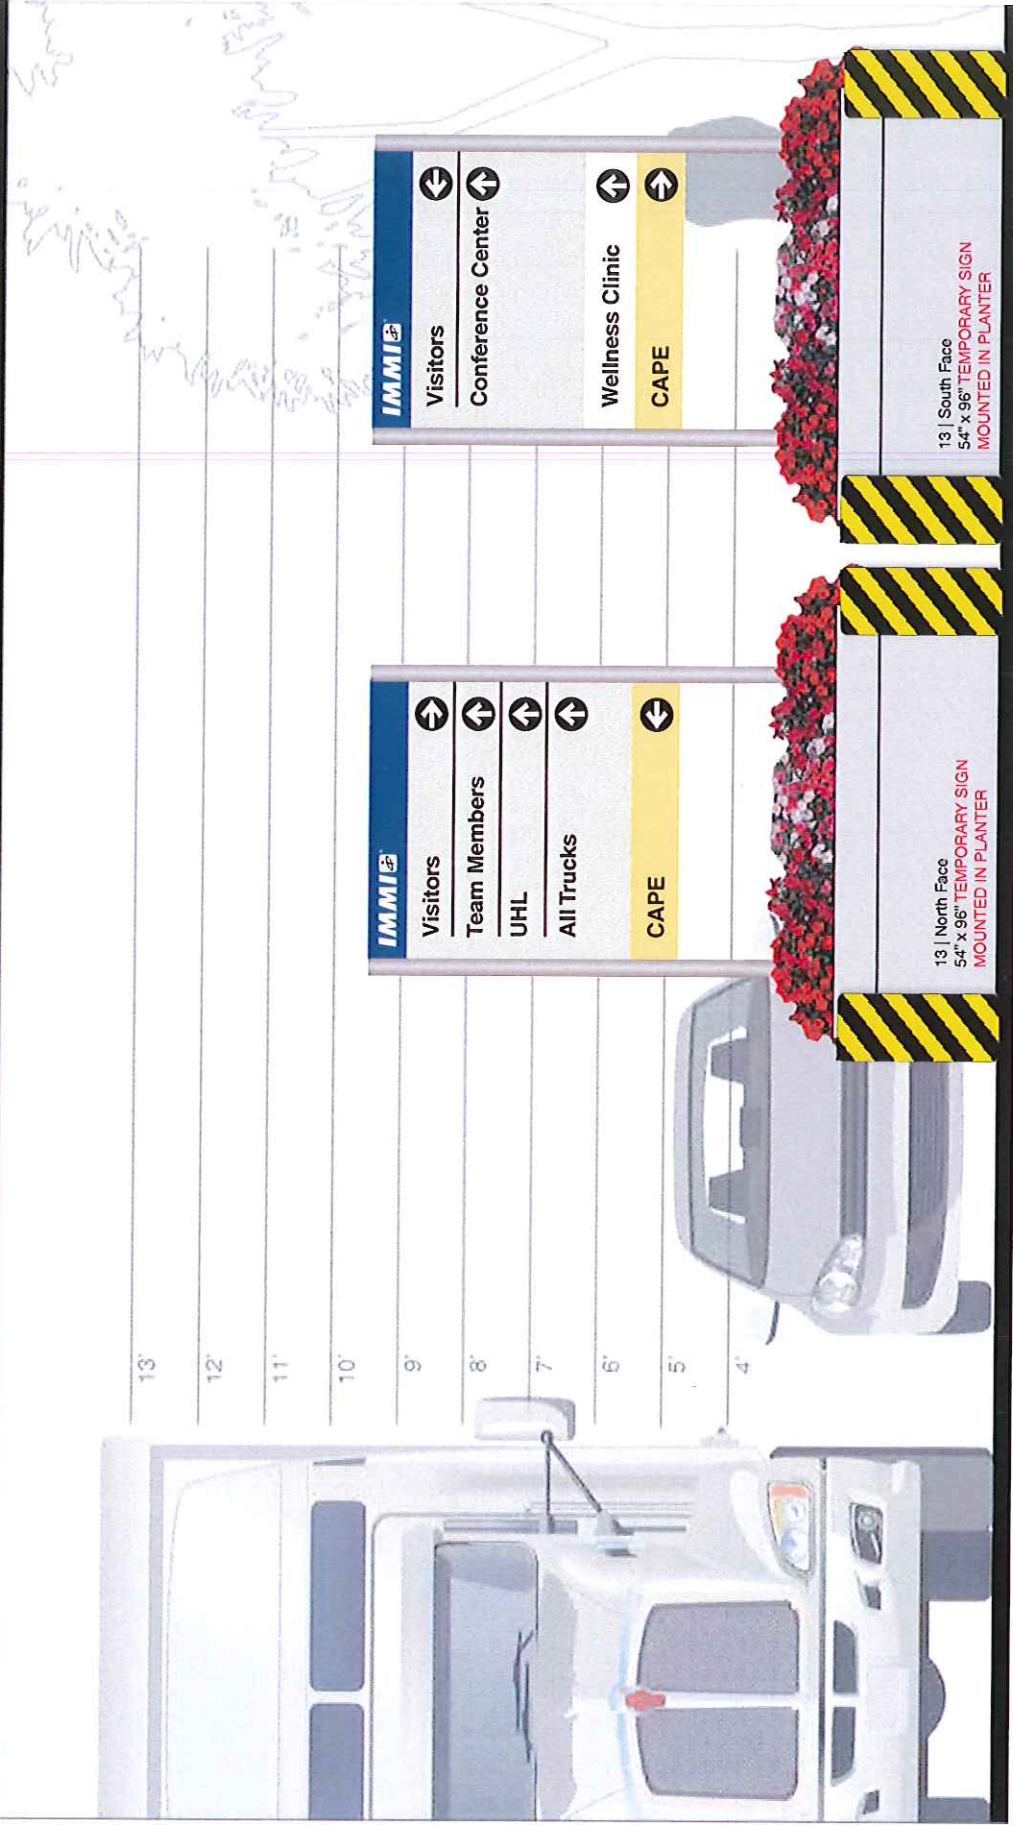 13'
12'
11'
10'
9'
8'
7'
6'
5'
4'
IMMI
Visitors
Team Members
UHL
All Trucks
CAPE
13 | North Face
54" x 96" TEMPORARY SIGN
MOUNTED IN PLANTER
IMMI
Visitors
Conference Center
Wellness Clinic
CAPE
13 | South Face
54" x 96" TEMPORARY SIGN
MOUNTED IN PLANTER